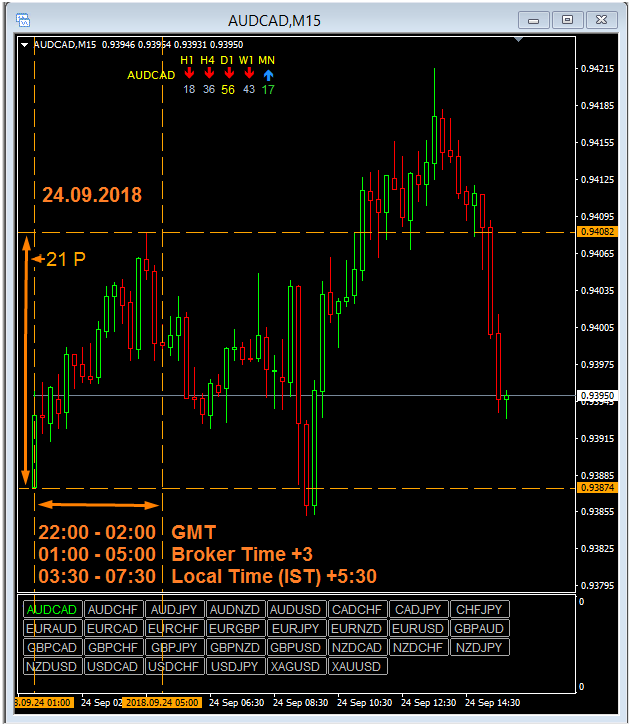 AUDCAD,M15
AUDCAD,M15 0.93946 0.93954 0.93931 0.93950
H1 H4 D1 W1 MN
AUDCAD
18 36 56 43 17
24.09.2018
21 P
0.94215
0.94185
0.94155
0.94125
0.94095
0.94082
0.94065
0.94035
0.94005
0.93975
0.93950
0.93945
0.93915
0.93885
0.93874
0.93855
0.93825
0.93795
22:00 - 02:00 GMT
01:00 - 05:00 Broker Time +3
03:30 - 07:30 Local Time (IST) +5:30
0
AUDCAD AUDCHF AUDJPY AUDNZD AUDUSD CADCHF CADJPY CHFJPY
EURAUD EURCAD EURCHF EURGBP EURJPY EURNZD EURUSD GBPAUD
GBPCAD GBPCHF GBPJPY GBPNZD GBPUSD NZDCAD NZDCHF NZDJPY
NZDUSD USDCAD USDCHF USDJPY XAGUSD XAUUSD
0
8.09.24 01:00 24 Sep 02 2018.09.24 05:00 24 Sep 06:30 24 Sep 08:30 24 Sep 10:30 24 Sep 12:30 24 Sep 14:30